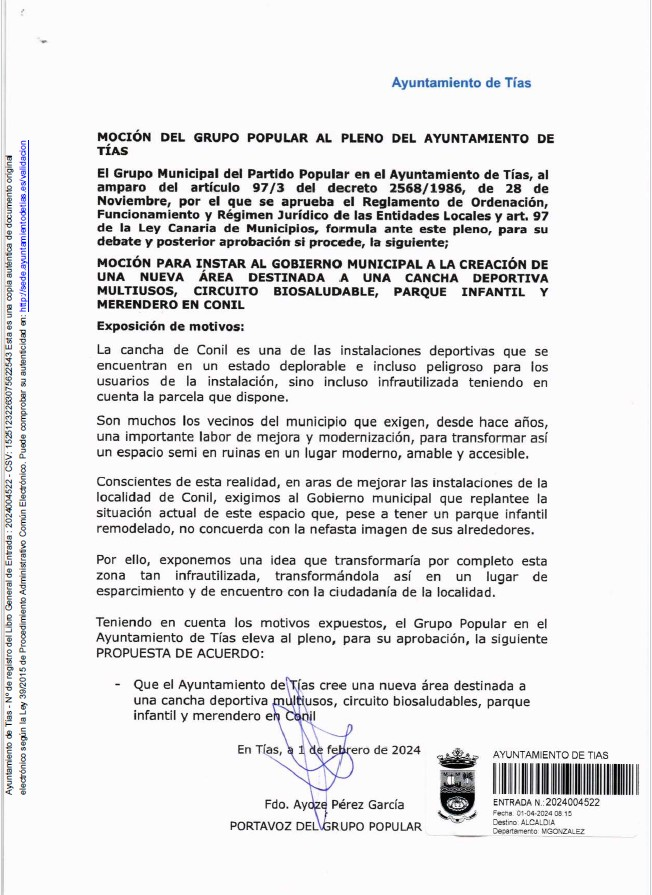 Ayuntamiento de Tías
MOCIÓN DEL GRUPO POPULAR AL PLENO DEL AYUNTAMIENTO DE
TÍAS
El Grupo Municipal del Partido Popular en el Ayuntamiento de Tías, al
amparo del artículo 97/3 del decreto 2568/1986, de 28 de
Noviembre, por el que se aprueba el Reglamento de Ordenación,
Funcionamiento y Régimen Jurídico de las Entidades Locales y art. 97
de la Ley Canaria de Municipios, formula ante este pleno, para su
debate y posterior aprobación si procede, la siguiente;
MOCIÓN PARA INSTAR AL GOBIERNO MUNICIPAL A LA CREACIÓN DE
UNA NUEVA ÁREA DESTINADA A UNA CANCHA DEPORTIVA
MULTIUSOS, CIRCUITO BIOSALUDABLE, PARQUE INFANTIL Y
MERENDERO EN CONIL
Exposición de motivos:
La cancha de Conil es una de las instalaciones deportivas que se
encuentran en un estado deplorable e incluso peligroso para los
usuarios de la instalación, sino incluso infrautilizada teniendo en
cuenta la parcela que dispone.
Son muchos los vecinos del municipio que exigen, desde hace años,
una importante labor de mejora y modernización, para transformar así
un espacio semi en ruinas en un lugar moderno, amable y accesible.
Conscientes de esta realidad, en aras de mejorar las instalaciones de la
localidad de Conil, exigimos al Gobierno municipal que replantee la
situación actual de este espacio que, pese a tener un parque infantil
remodelado, no concuerda con la nefasta imagen de sus alrededores.
Por ello, exponemos una idea que transformaría por completo esta
zona tan infrautilizada, transformándola así en un lugar de
esparcimiento y de encuentro con la ciudadanía de la localidad.
Teniendo en cuenta los motivos expuestos, el Grupo Popular en el
Ayuntamiento de Tías eleva al pleno, para su aprobación, la siguiente
PROPUESTA DE ACUERDO:
- Que el Ayuntamiento de Tías cree una nueva área destinada a
una cancha deportiva multiusos, circuito biosaludables, parque
infantil y merendero en Conil
En Tías, a 1 de febrero de 2024
Fdo. Ayoze Pérez García
PORTAVOZ DEL GRUPO POPULAR
AYUNTAMIENTO DE TIAS
ENTRADA N.: 2024004522
Fecha: 01-04-2024 08:15
Destino: ALCALDIA
Departamento: MGONZALEZ
Ayuntamiento de Tías - Nº de registro del Libro General de Entrada : 2024004522 - CSV: 15251232263075622543 Esta es una copia auténtica de documento original
electrónico según la Ley 39/2015 de Procedimiento Administrativo Común Electrónico. Puede comprobar su autenticidad en: http://sede.ayuntamientodetias.es/validacion